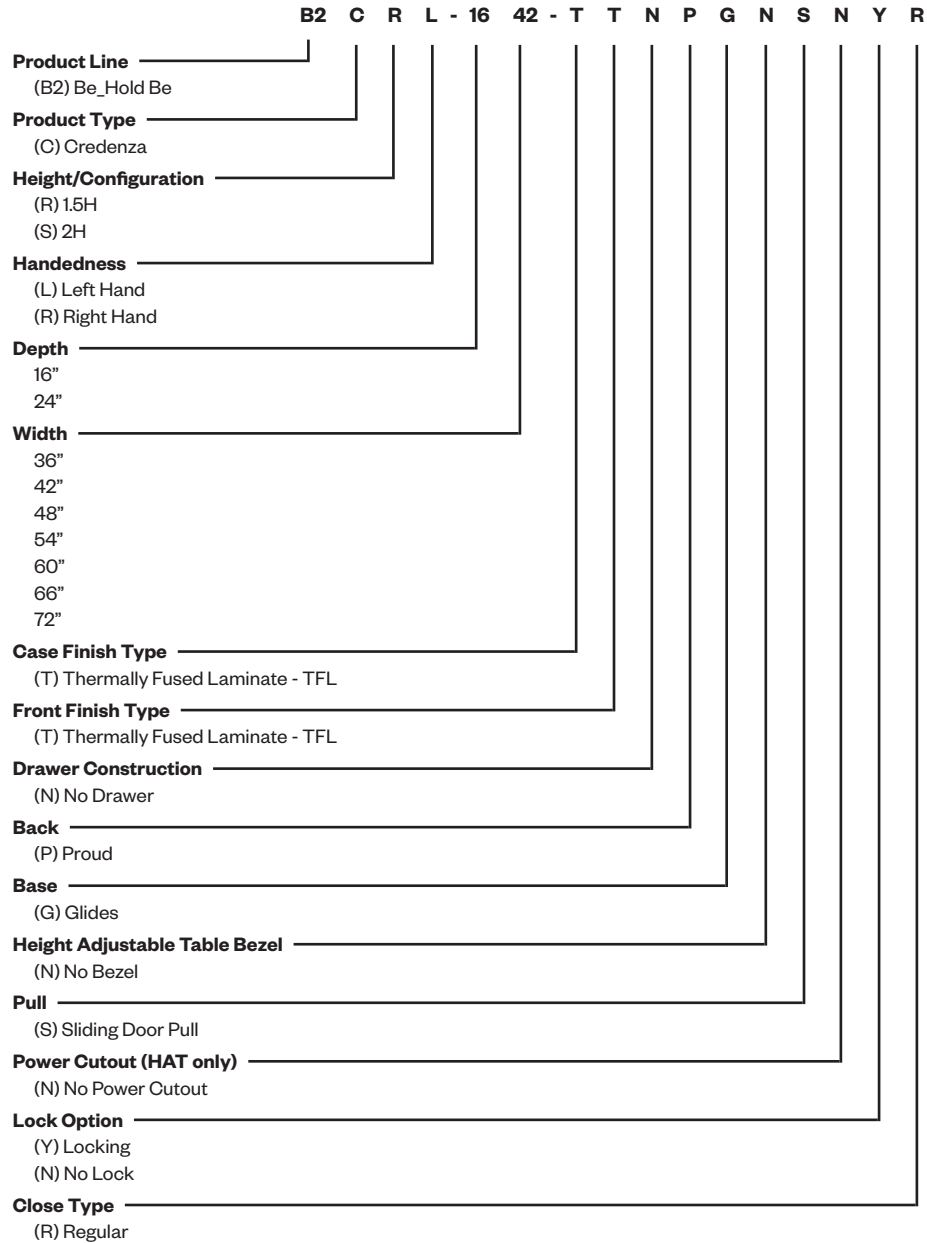 B2 C R L - 16 42 - T T N P G N S N Y R
Product Line
(B2) Be_Hold Be
Product Type
(C) Credenza
Height/Configuration
(R) 1.5H
(S) 2H
Handedness
(L) Left Hand
(R) Right Hand
Depth
16”
24”
Width
36”
42”
48”
54”
60”
66”
72”
Case Finish Type
(T) Thermally Fused Laminate - TFL
Front Finish Type
(T) Thermally Fused Laminate - TFL
Drawer Construction
(N) No Drawer
Back
(P) Proud
Base
(G) Glides
Height Adjustable Table Bezel
(N) No Bezel
Pull
(S) Sliding Door Pull
Power Cutout (HAT only)
(N) No Power Cutout
Lock Option
(Y) Locking
(N) No Lock
Close Type
(R) Regular